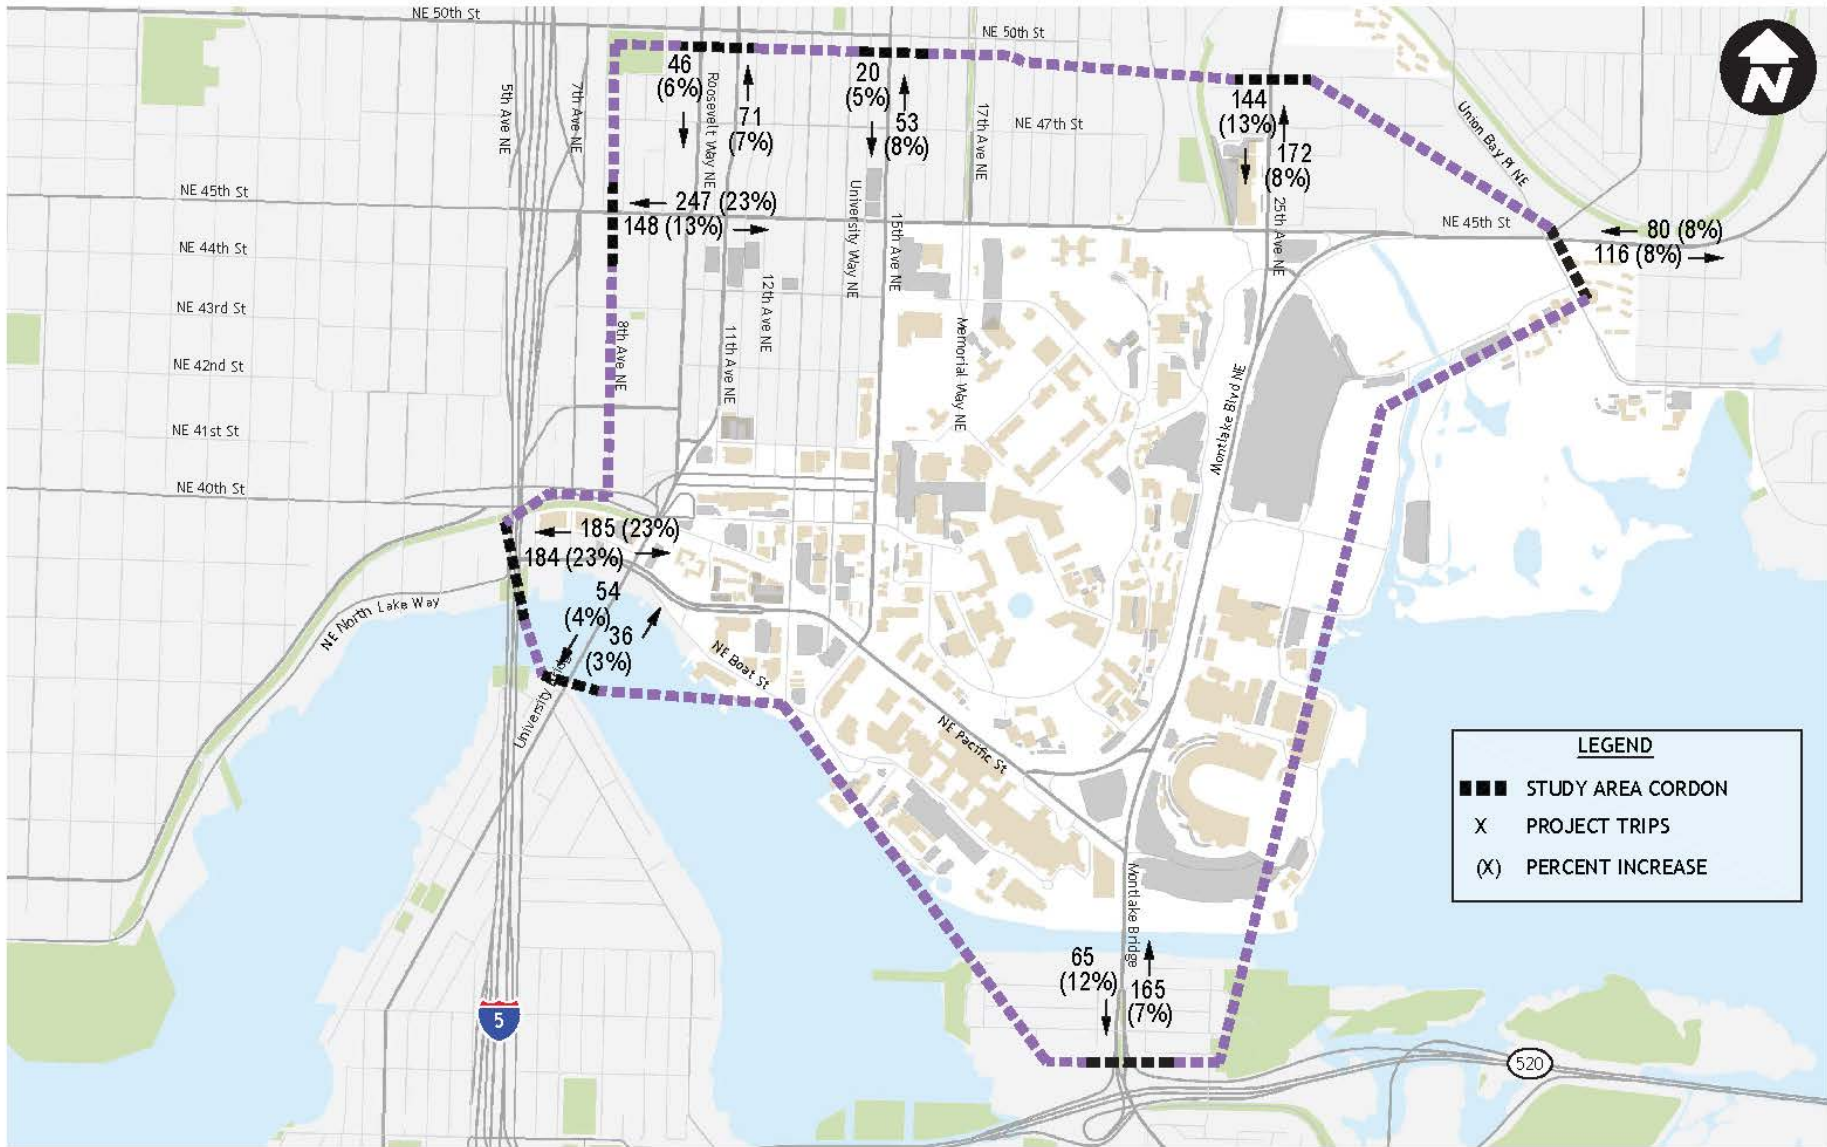 NE 50th St
NE 50th St
N
46
(6%)
71
(7%)
20
(5%)
53
(8%)
144
(13%)
172
(8%)
5th Ave NE
7th Ave NE
Roosevelt Way NE
17th Ave NE
NE 47th St
Union Bay Pl NE
NE 45th St
247 (23%)
148 (13%)
University Way NE
15th Ave NE
25th Ave NE
NE 45th St
80 (8%)
116 (8%)
NE 44th St
NE 43rd St
NE 42nd St
NE 41st St
NE 40th St
8th Ave NE
11th Ave NE
12th Ave NE
Memorial Way NE
Montlake Blvd NE
185 (23%)
184 (23%)
54
(4%)
36
(3%)
NE North Lake Way
University
NE Boat St
NE Pacific St
Montlake Bridge
65
(12%)
165
(7%)
5
520
LEGEND
STUDY AREA CORDON
X PROJECT TRIPS
(X) PERCENT INCREASE